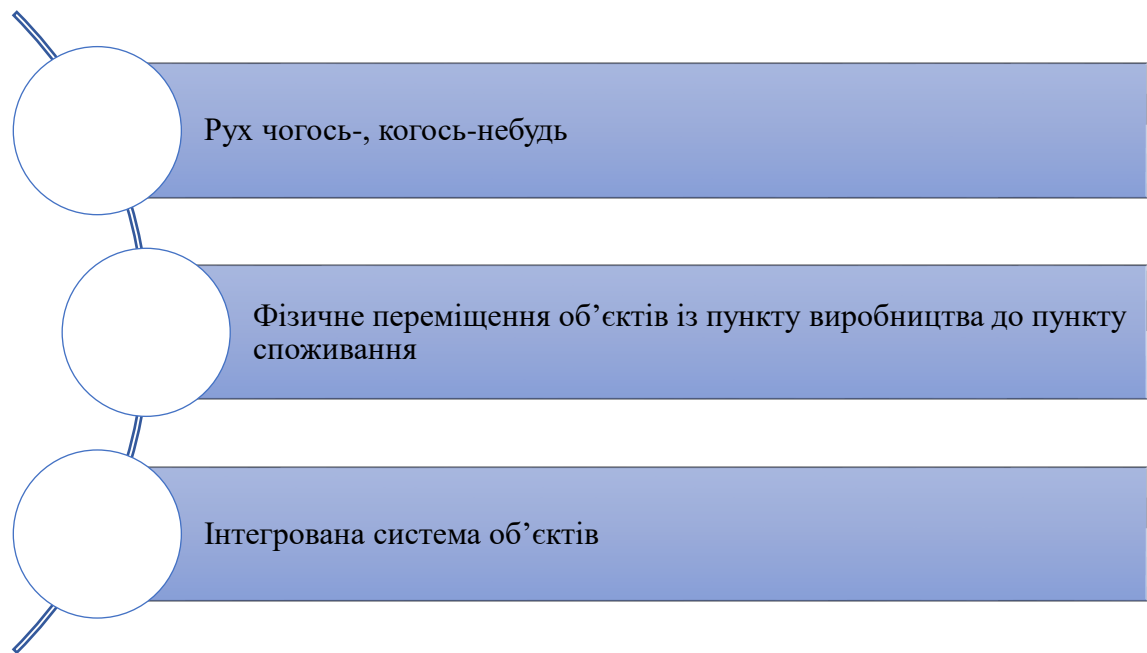 Рух чогось-, когось-небудь
Фізичне переміщення об’єктів із пункту виробництва до пункту
споживання
Інтегрована система об’єктів